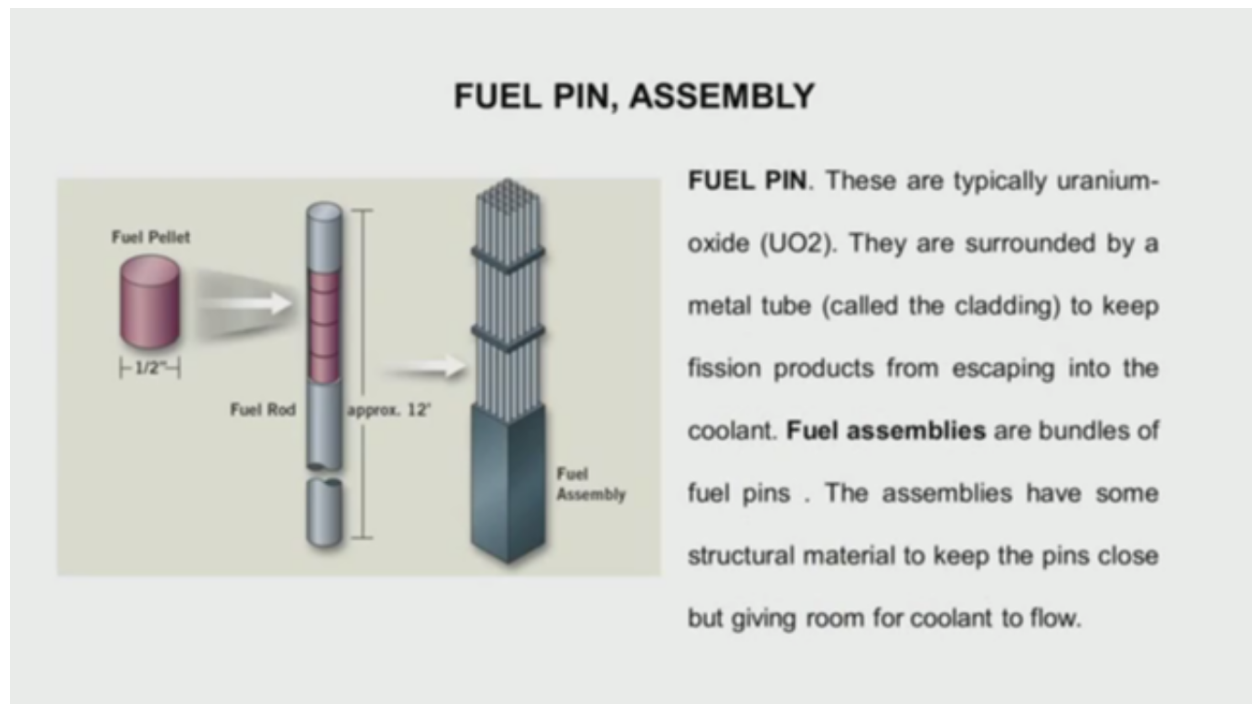 FUEL PIN, ASSEMBLY
Fuel Pellet
1/2"
Fuel Rod
approx. 12'
Fuel
Assembly
FUEL PIN. These are typically uranium-
oxide (UO2). They are surrounded by a
metal tube (called the cladding) to keep
fission products from escaping into the
coolant. Fuel assemblies are bundles of
fuel pins . The assemblies have some
structural material to keep the pins close
but giving room for coolant to flow.